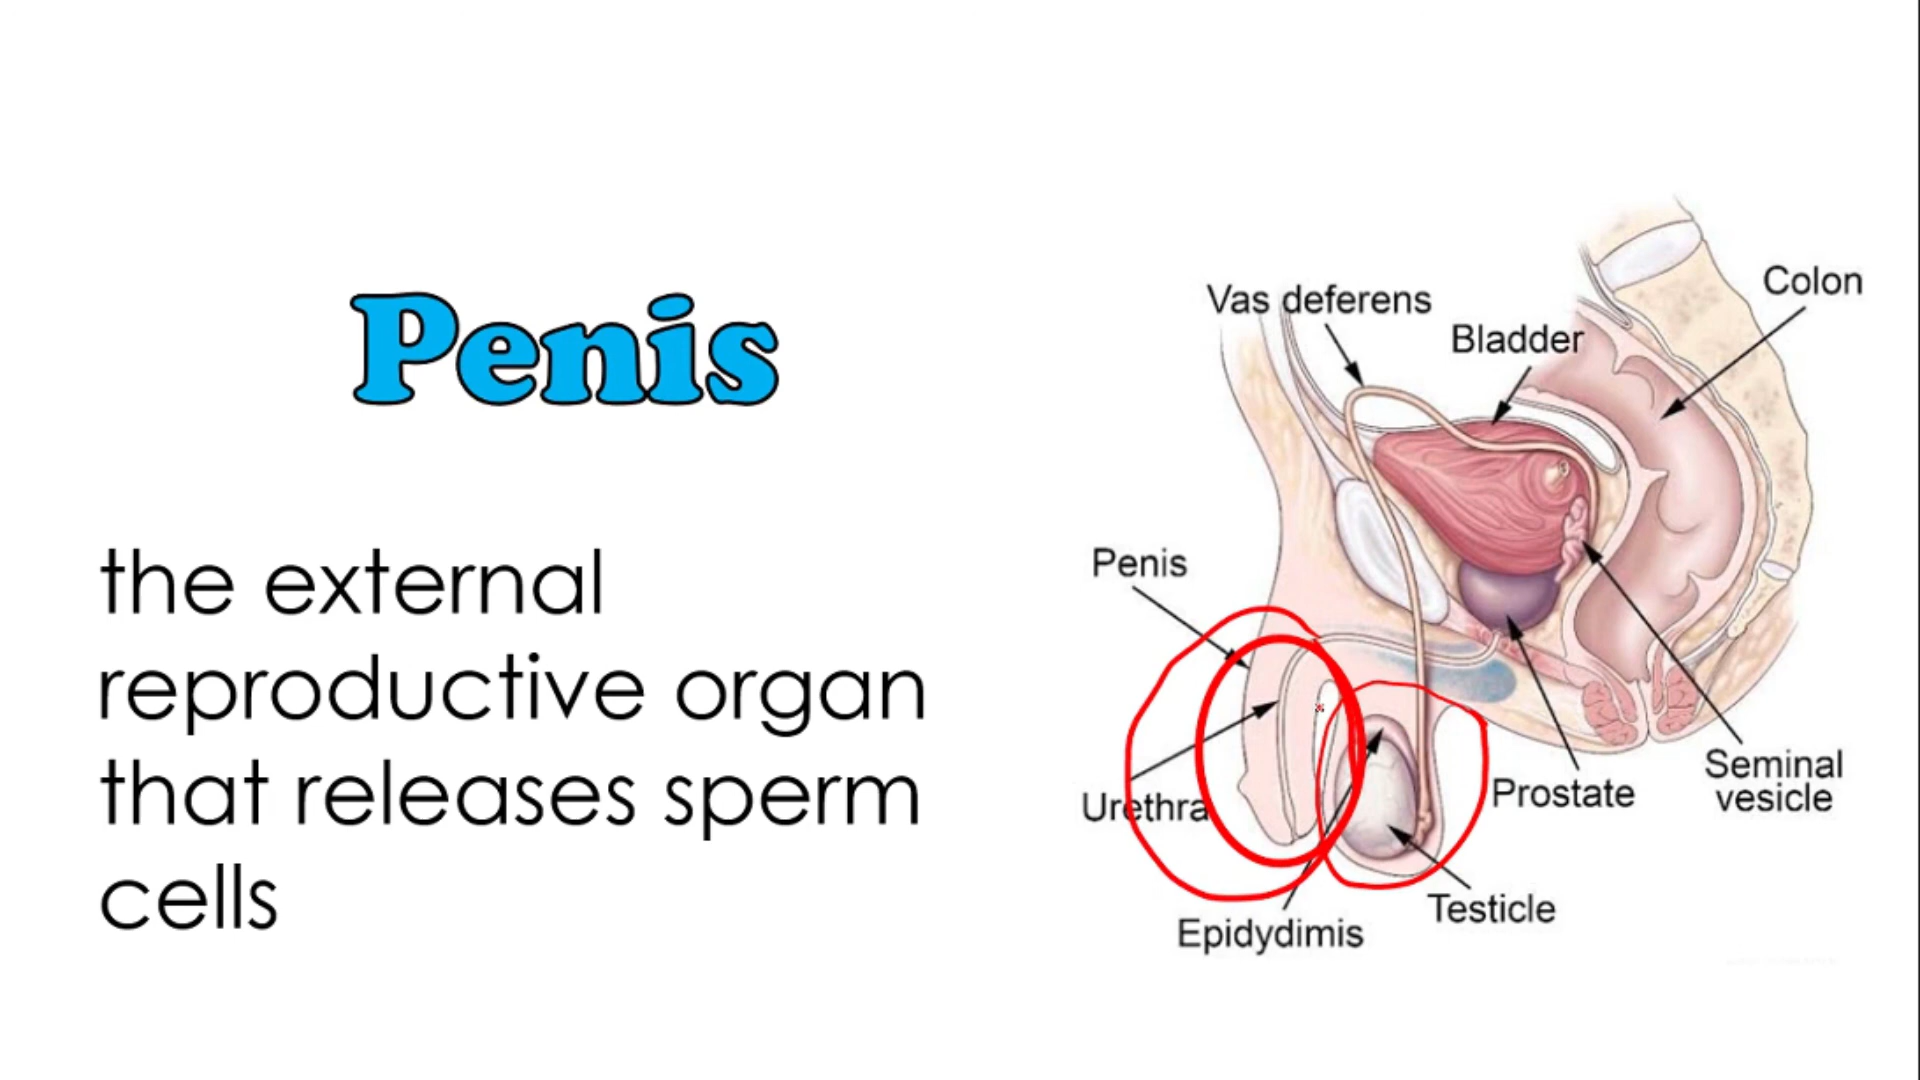 Penis
the external
reproductive organ
that releases sperm
cells
Vas deferens
Bladder
Colon
Penis
Urethra
Epidydimis
Testicle
Prostate
Seminal
vesicle